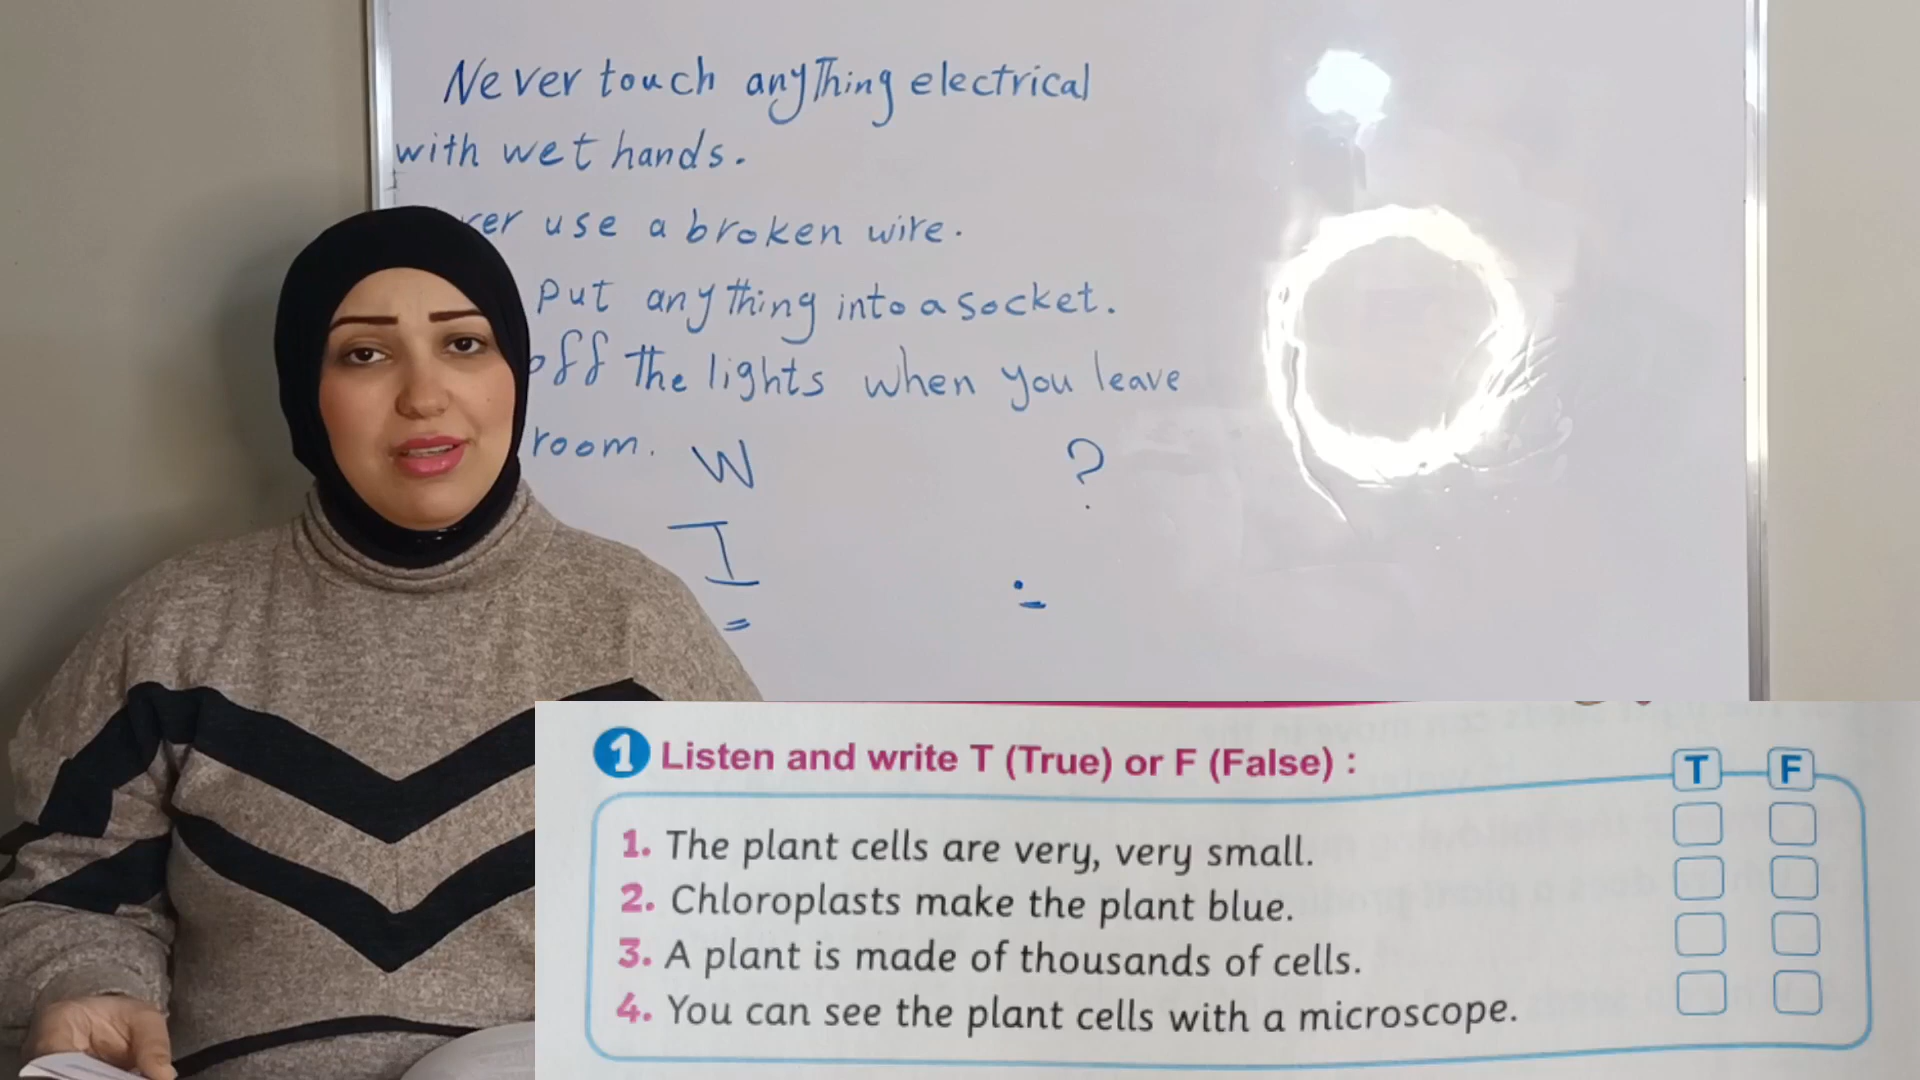 Never touch anything electrical
with wet hands.
use a broken wire.
put anything into a socket.
off the lights when you leave
room.
W ?
I .
1 Listen and write T (True) or F (False) :
T F
1. The plant cells are very, very small.
2. Chloroplasts make the plant blue.
3. A plant is made of thousands of cells.
4. You can see the plant cells with a microscope.